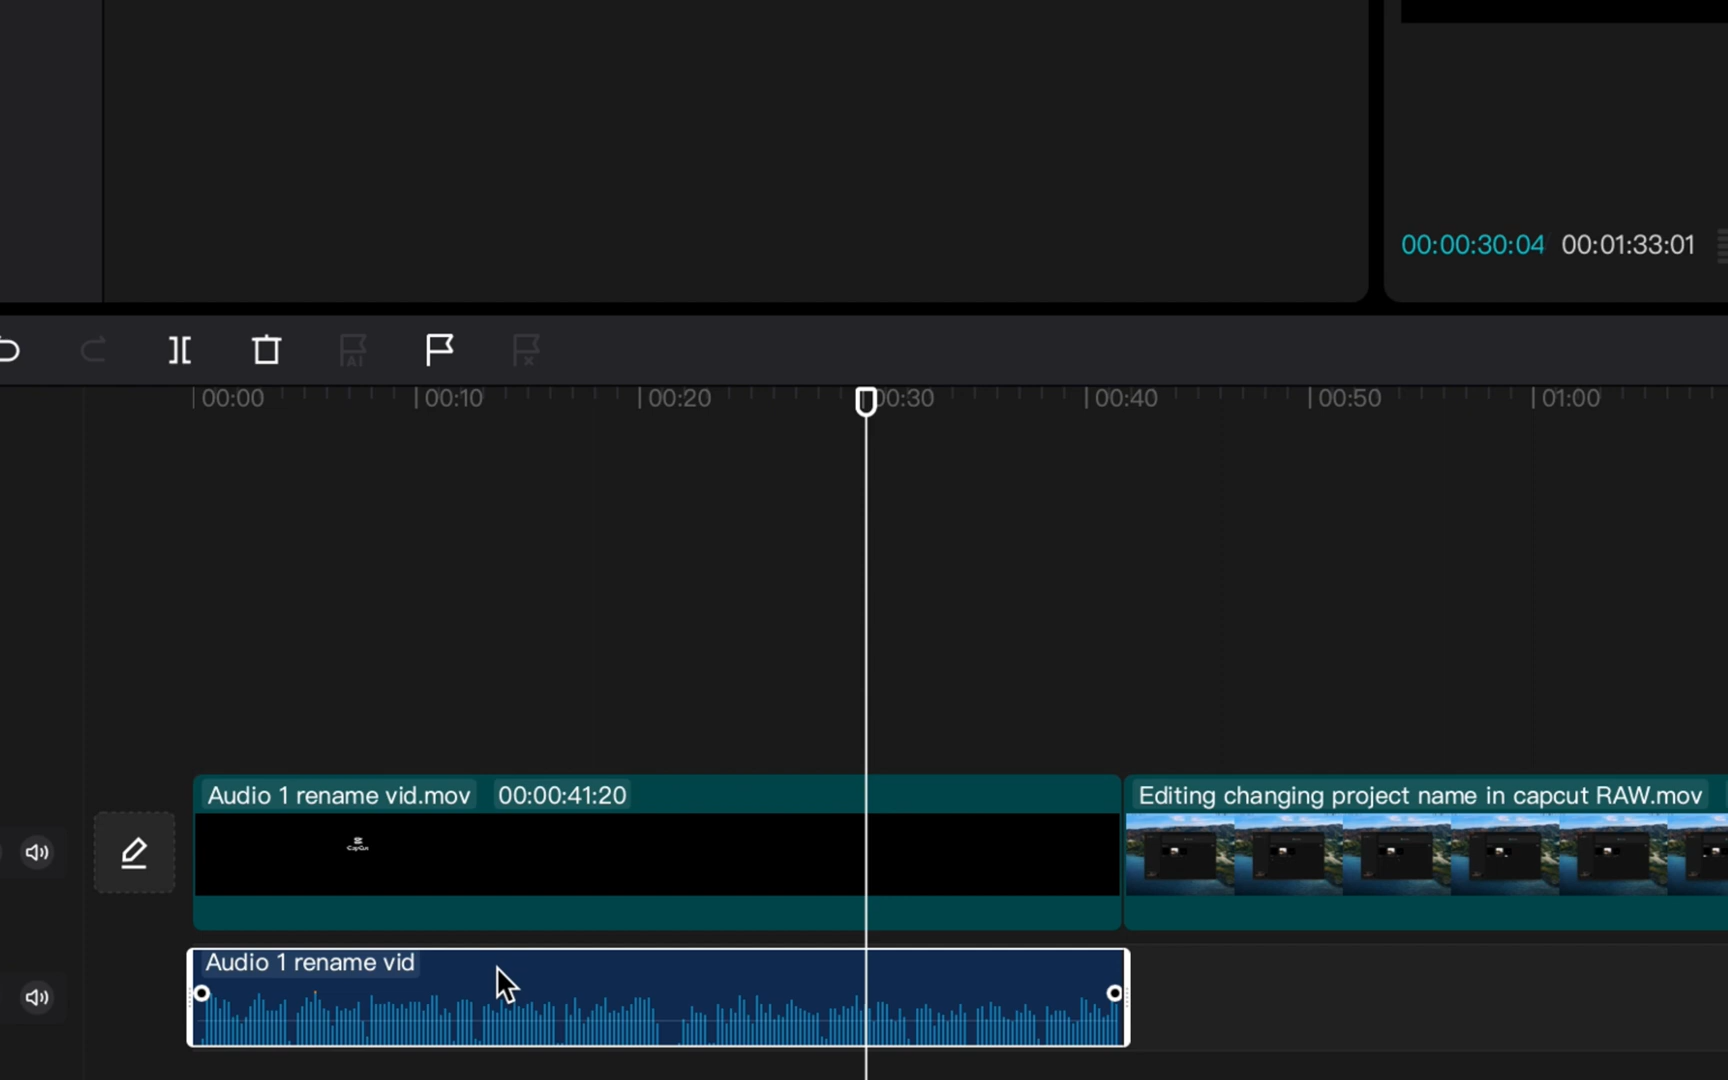 00:00:30:04 00:01:33:01
AI
00:00 00:10 00:20 00:30 00:40 00:50 01:00
Audio 1 rename vid.mov 00:00:41:20 Editing changing project name in capcut RAW.mov
CapCut
Audio 1 rename vid